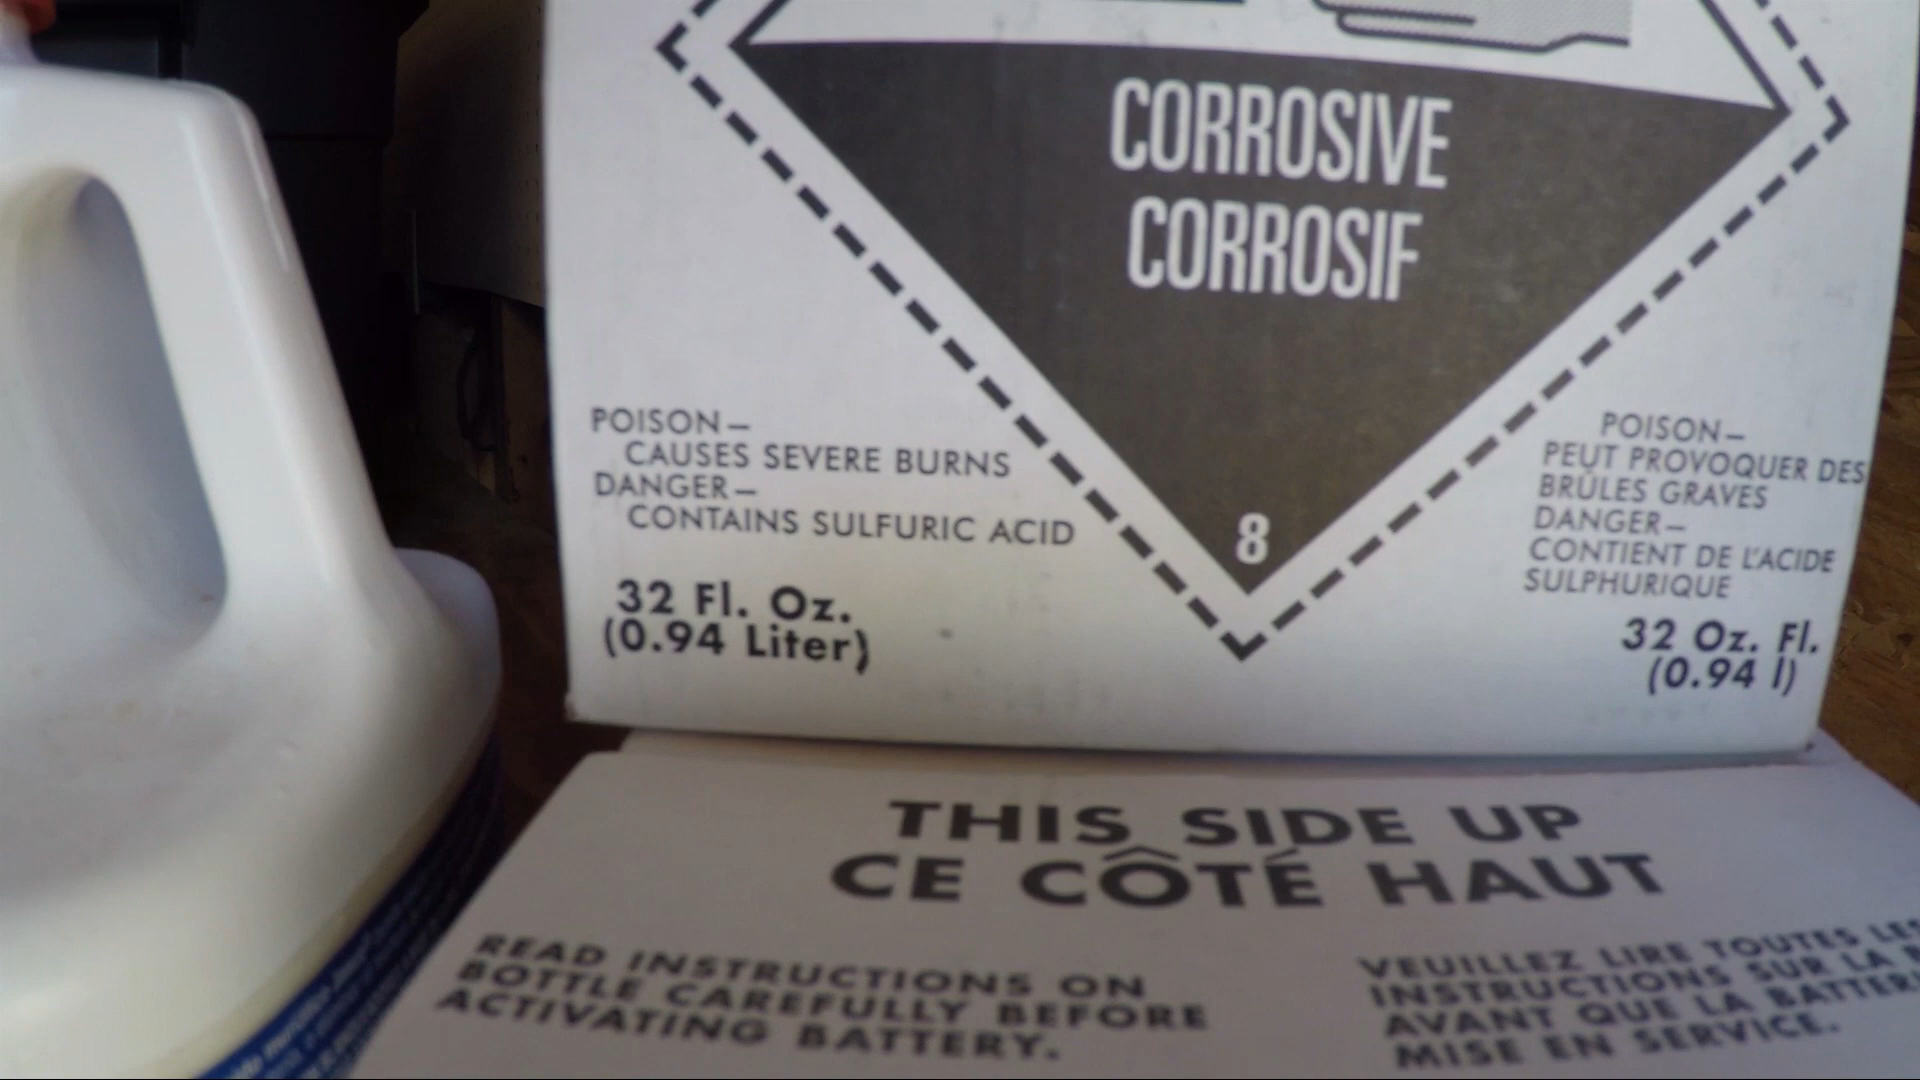 CORROSIVE
CORROSIF
8
POISON—
CAUSES SEVERE BURNS
DANGER—
CONTAINS SULFURIC ACID
32 Fl. Oz.
(0.94 Liter)
POISON—
PEUT PROVOQUER DES
BRÛLES GRAVES
DANGER—
CONTIENT DE L'ACIDE
SULPHURIQUE
32 Oz. Fl.
(0.94 l)
THIS SIDE UP
CE CÔTÉ HAUT
READ INSTRUCTIONS ON
BOTTLE CAREFULLY BEFORE
ACTIVATING BATTERY.
VEUILLEZ LIRE TOUTES LES
INSTRUCTIONS SUR LA
AVANT QUE LA
MISE EN SERVICE.